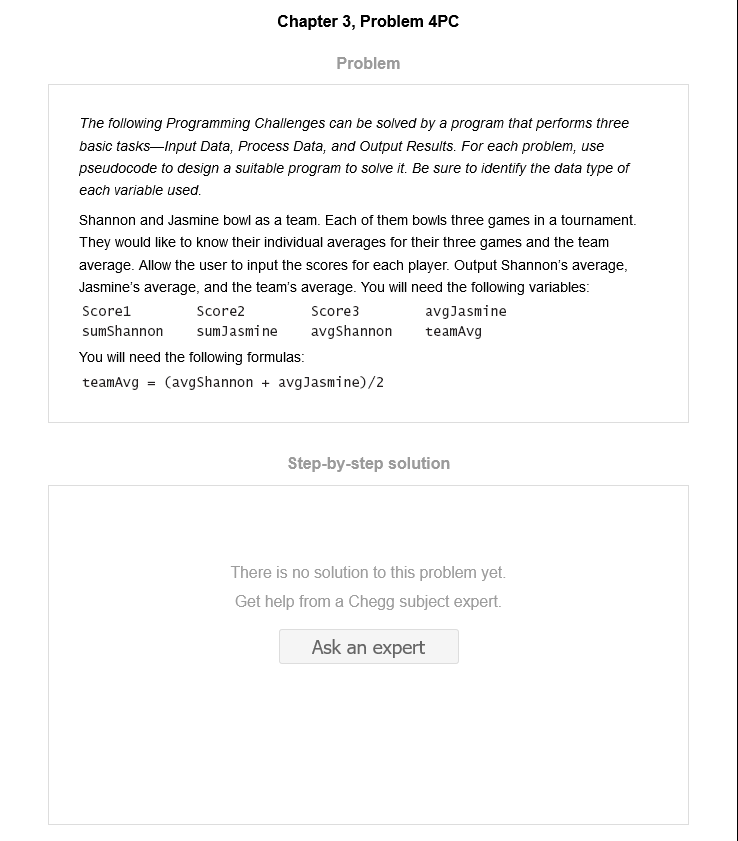 Chapter 3, Problem 4PC
Problem
The following Programming Challenges can be solved by a program that performs three
basic tasks—Input Data, Process Data, and Output Results. For each problem, use
pseudocode to design a suitable program to solve it. Be sure to identify the data type of
each variable used.
Shannon and Jasmine bowl as a team. Each of them bowls three games in a tournament.
They would like to know their individual averages for their three games and the team
average. Allow the user to input the scores for each player. Output Shannon's average,
Jasmine's average, and the team's average. You will need the following variables:
Score1 Score2 Score3 avgJasmine
sumShannon sumJasmine avgShannon teamAvg
You will need the following formulas:
teamAvg = (avgShannon + avgJasmine)/2
Step-by-step solution
There is no solution to this problem yet.
Get help from a Chegg subject expert.
Ask an expert